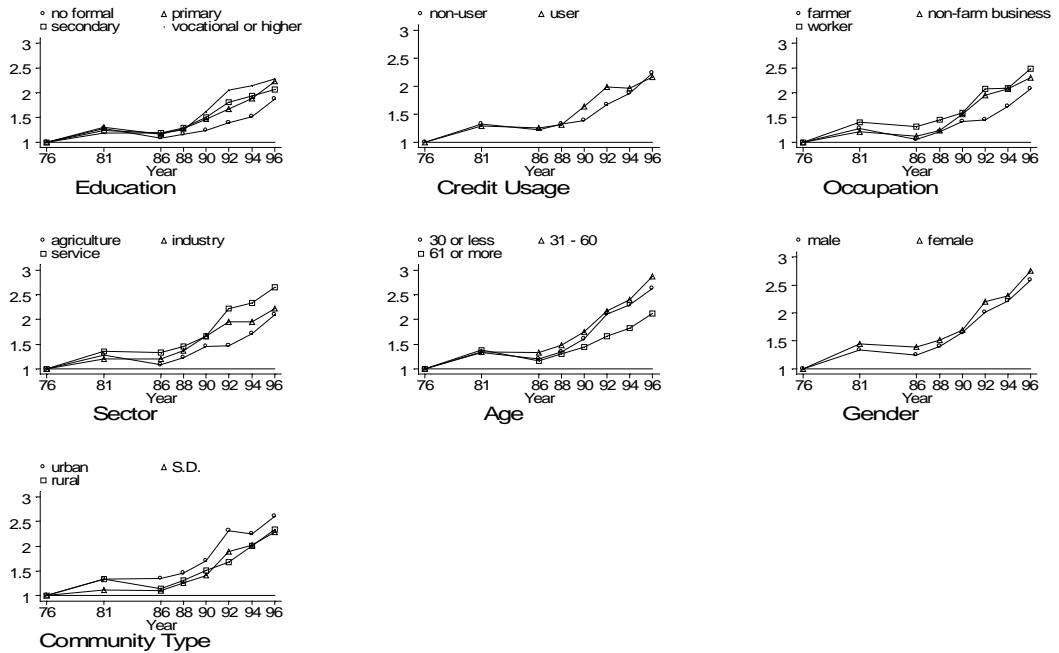 no formal primary
secondary vocational or higher
3
2.5
2
1.5
1
76 81 86 88 90 92 94 96
Year
Education
non-user user
3
2.5
2
1.5
1
76 81 86 88 90 92 94 96
Year
Credit Usage
farmer non-farm business
worker
3
2.5
2
1.5
1
76 81 86 88 90 92 94 96
Year
Occupation
agriculture industry
service
3
2.5
2
1.5
1
76 81 86 88 90 92 94 96
Year
Sector
30 or less 31 - 60
61 or more
3
2.5
2
1.5
1
76 81 86 88 90 92 94 96
Year
Age
male female
3
2.5
2
1.5
1
76 81 86 88 90 92 94 96
Year
Gender
urban S.D.
rural
3
2.5
2
1.5
1
76 81 86 88 90 92 94 96
Year
Community Type